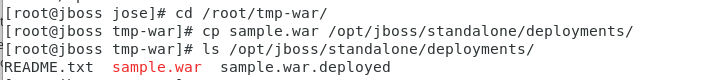 [root@jboss jose]# cd /root/tmp-war/
[root@jboss tmp-war]# cp sample.war /opt/jboss/standalone/deployments/
[root@jboss tmp-war]# ls /opt/jboss/standalone/deployments/
README.txt  sample.war  sample.war.deployed